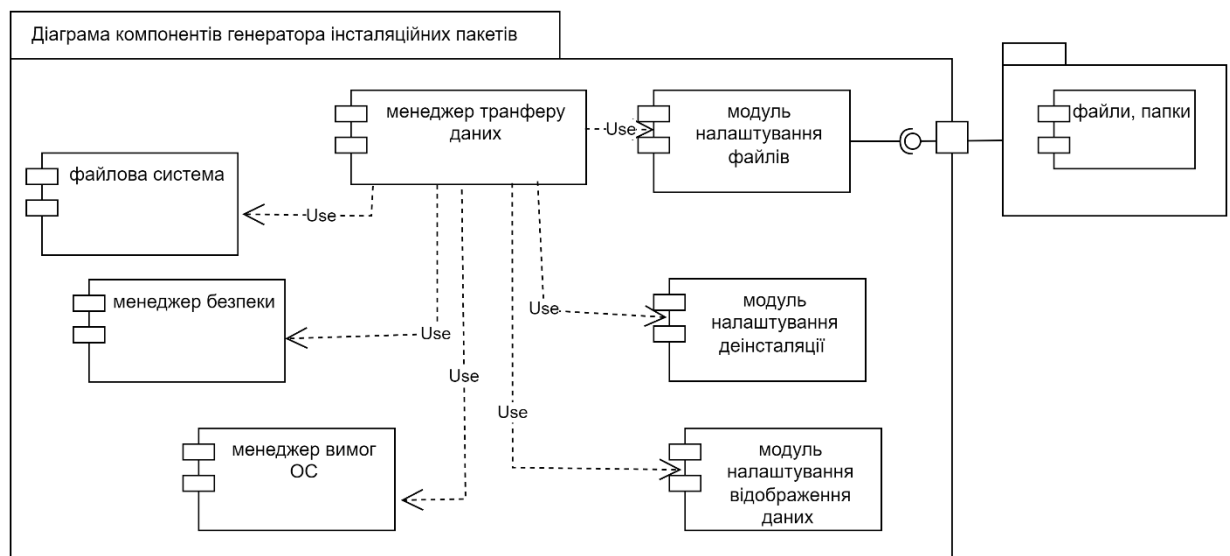 Діаграма компонентів генератора інсталяційних пакетів
менеджер транферу
даних
Use
модуль
налаштування
файлів
файли, папки
файлова система
Use
менеджер безпеки
Use
Use
модуль
налаштування
деінсталяції
Use
Use
менеджер вимог
ОС
модуль
налаштування
відображення
даних